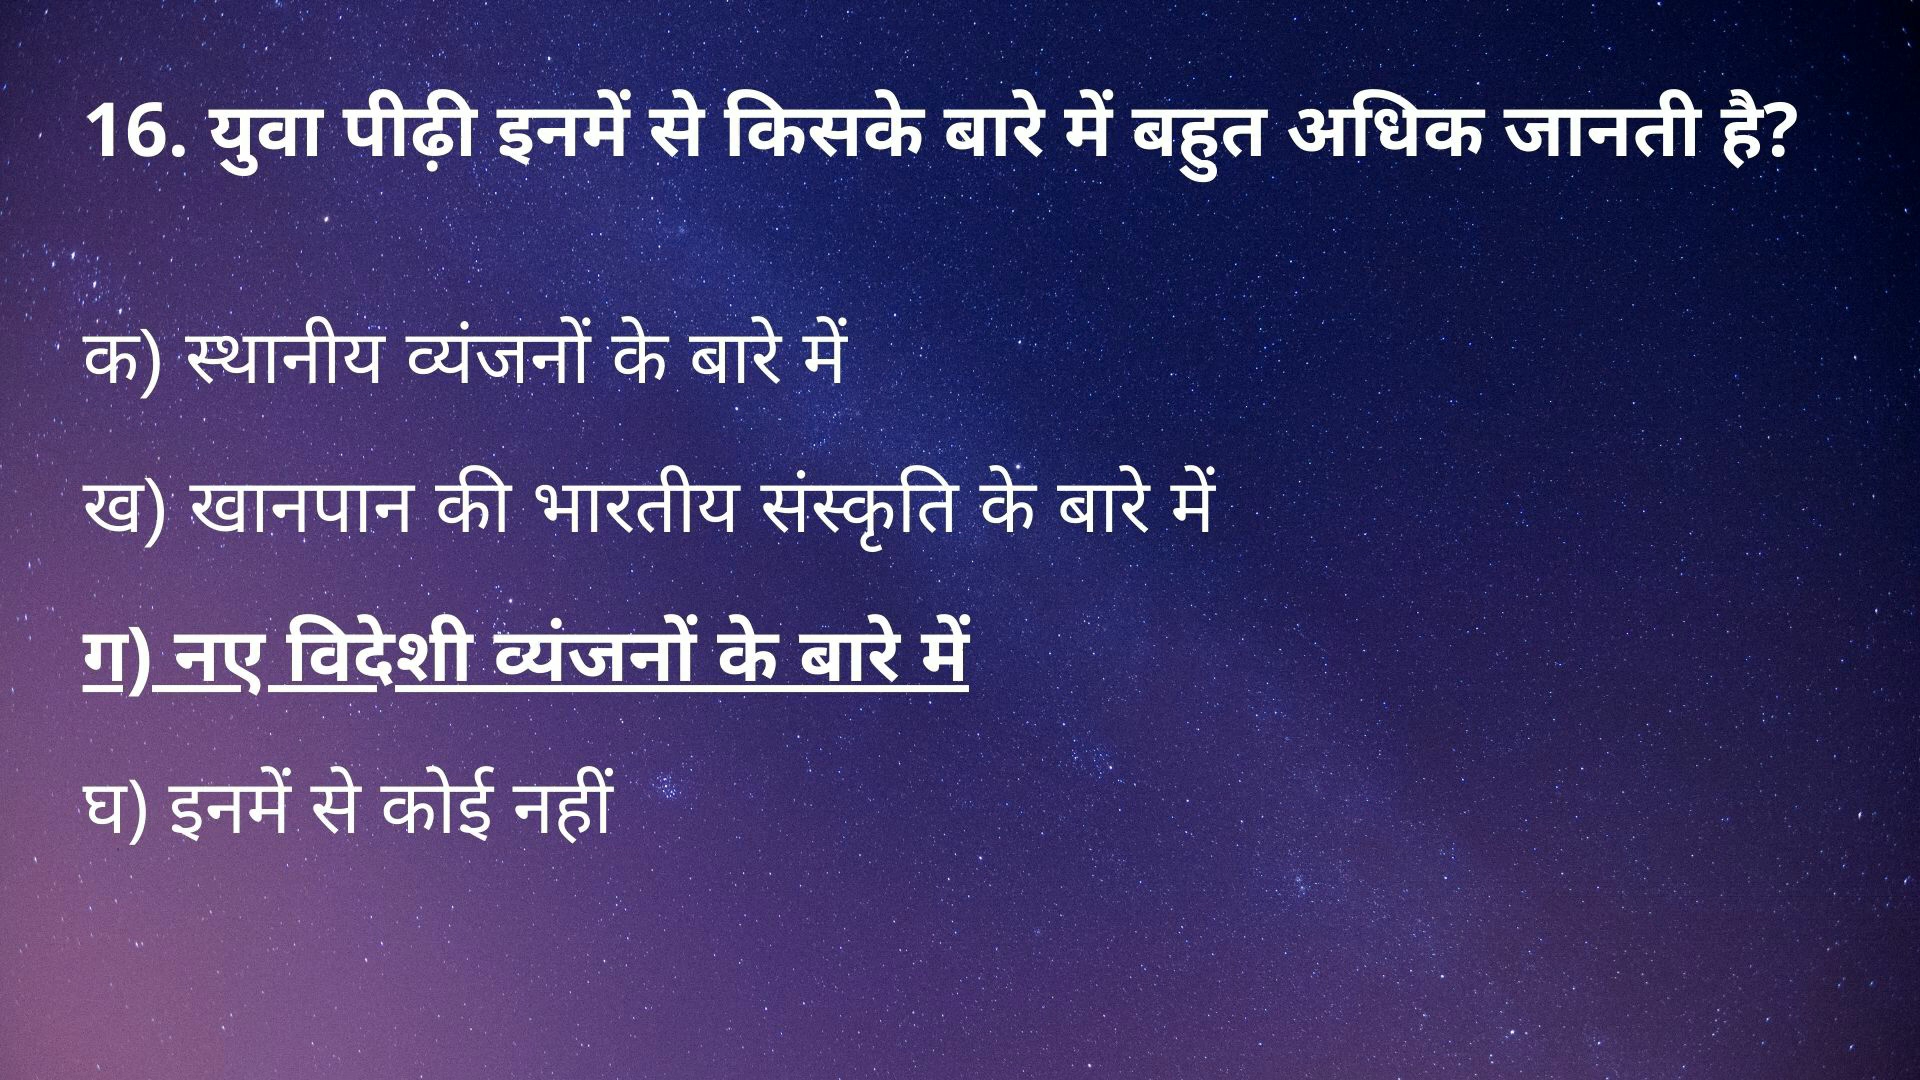 16. युवा पीढ़ी इनमें से किसके बारे में बहुत अधिक जानती है?
क) स्थानीय व्यंजनों के बारे में
ख) खानपान की भारतीय संस्कृति के बारे में
ग) नए विदेशी व्यंजनों के बारे में
घ) इनमें से कोई नहीं